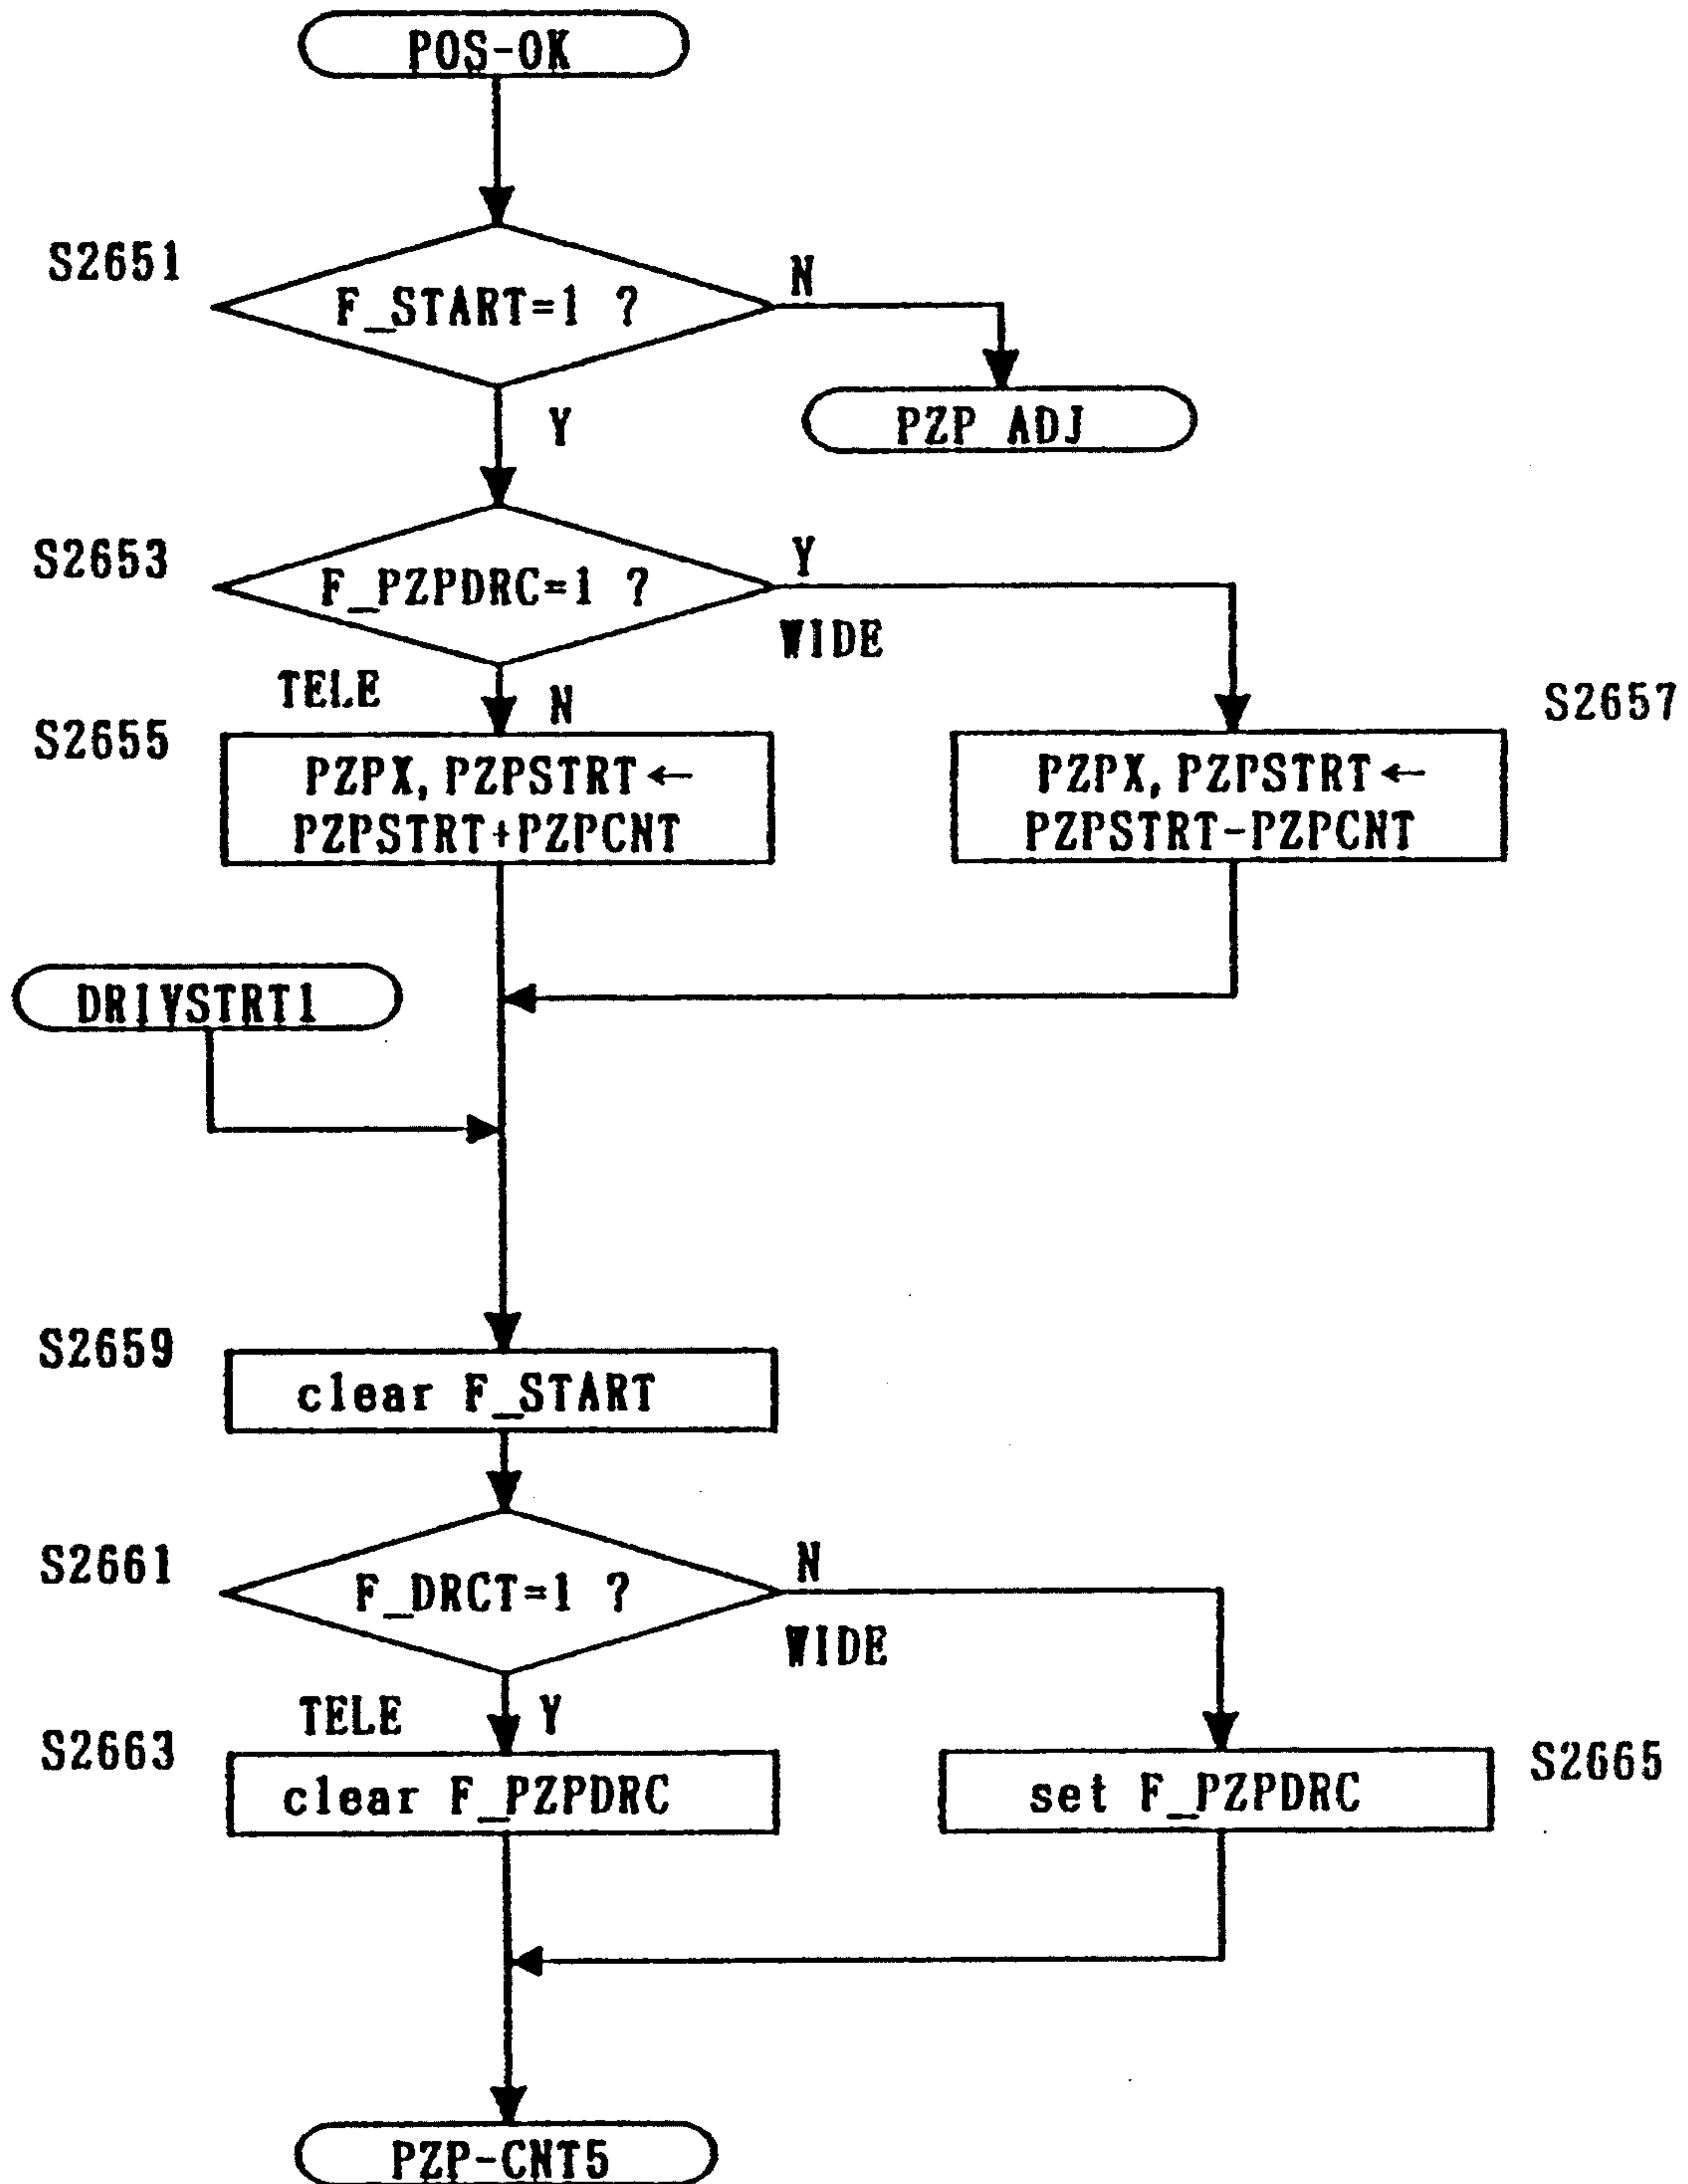 POS-OK
S2651
F_START=1 ?
N
Y
PZP ADJ
S2653
F_PZPDRC=1 ?
Y
WIDE
TELE
N
S2655
S2657
PZPX, PZPSTRT←
PZPSTRT+PZPCNT
PZPX, PZPSTRT←
PZPSTRT-PZPCNT
DRIVSTRT1
S2659
clear F_START
S2661
F_DRCT=1 ?
N
WIDE
TELE
Y
S2663
clear F_PZPDRC
set F_PZPDRC
S2665
PZP-CNT5